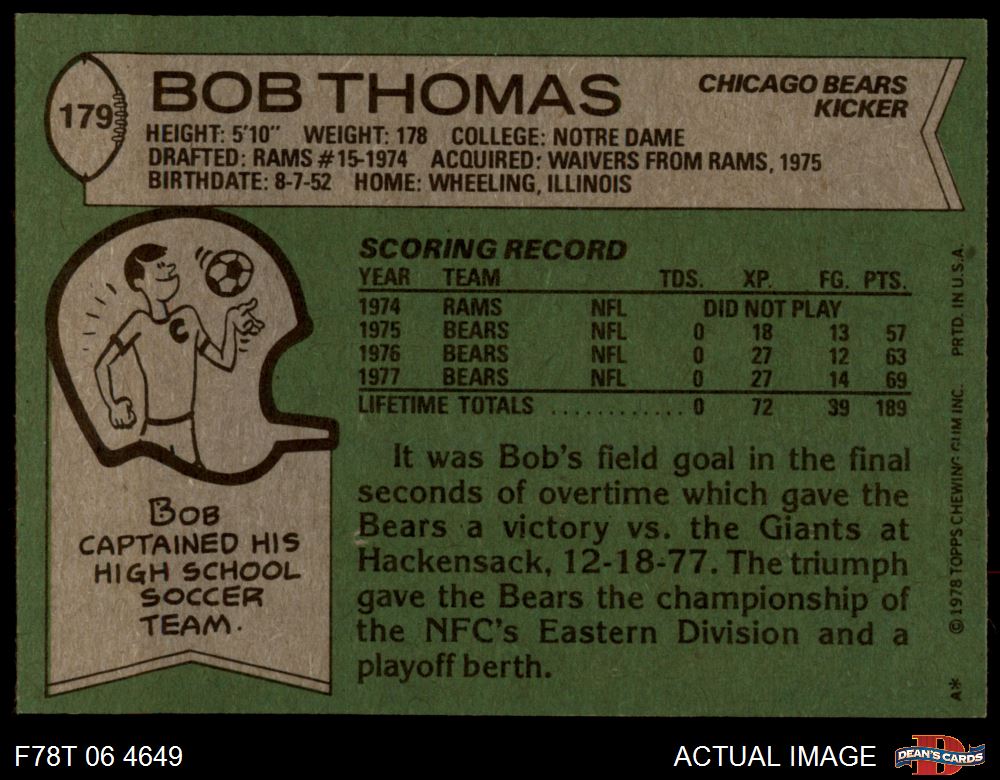 179
BOB THOMAS
CHICAGO BEARS
KICKER
HEIGHT: 5'10" WEIGHT: 178 COLLEGE: NOTRE DAME
DRAFTED: RAMS #15-1974 ACQUIRED: WAIVERS FROM RAMS, 1975
BIRTHDATE: 8-7-52 HOME: WHEELING, ILLINOIS
C
BOB
CAPTAINED HIS
HIGH SCHOOL
SOCCER
TEAM.
SCORING RECORD
YEAR TEAM TDS. XP. FG. PTS.
1974 RAMS NFL DID NOT PLAY
1975 BEARS NFL 0 18 13 57
1976 BEARS NFL 0 27 12 63
1977 BEARS NFL 0 27 14 69
LIFETIME TOTALS ............ 0 72 39 189
It was Bob's field goal in the final
seconds of overtime which gave the
Bears a victory vs. the Giants at
Hackensack, 12-18-77. The triumph
gave the Bears the championship of
the NFC's Eastern Division and a
playoff berth.
A* ©1978 TOPPS CHEWING GUM INC. PRTD. IN U.S.A.
F78T 06 4649
ACTUAL IMAGE
D
DEAN'S CARDS